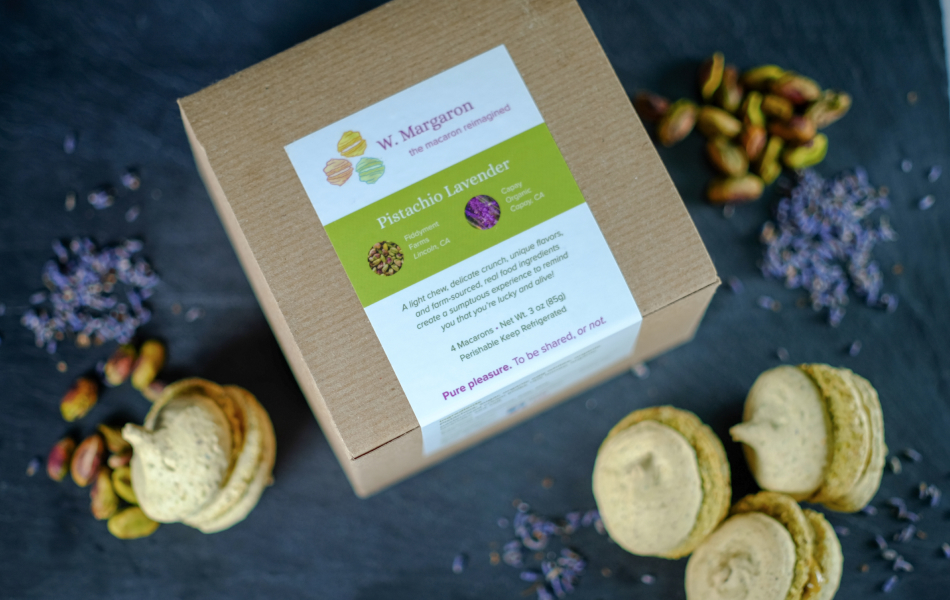 W. Margaron
the macaron reimagined
Pistachio Lavender
Fiddyment
Farms
Lincoln, CA
Capay
Organic
Capay, CA
A light chew, delicate crunch, unique flavors,
and farm-sourced, real food ingredients
create a sumptuous experience to remind
you that you're lucky and alive!
4 Macarons • Net Wt. 3 oz (85g)
Perishable Keep Refrigerated
Pure pleasure. To be shared, or not.